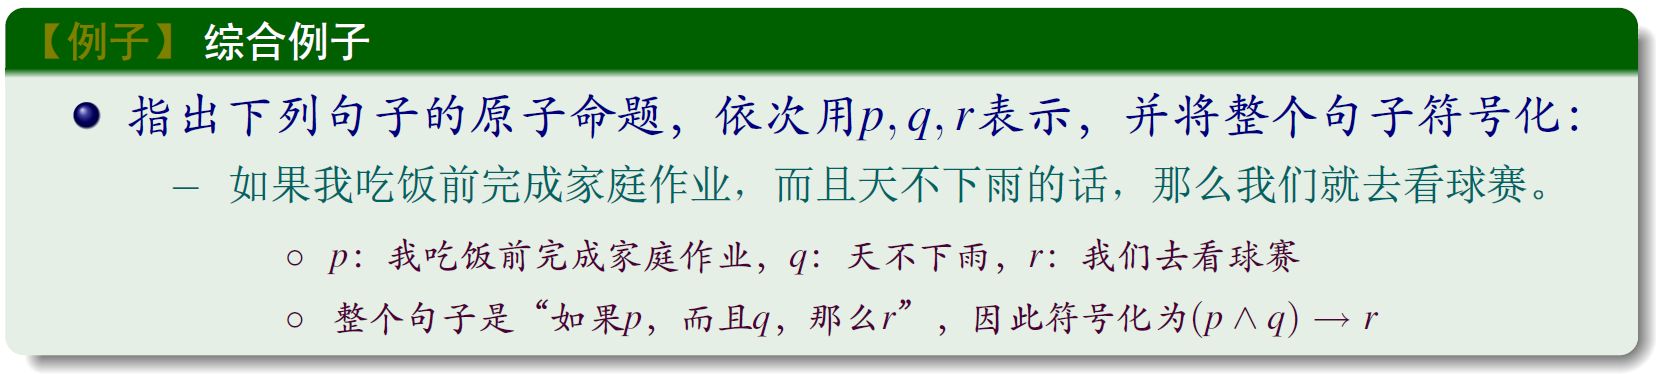 【例子】 综合例子
指出下列句子的原子命题，依次用p, q, r表示，并将整个句子符号化：
– 如果我吃饭前完成家庭作业，而且天不下雨的话，那么我们就去看球赛。
○ p：我吃饭前完成家庭作业，q：天不下雨，r：我们去看球赛
○ 整个句子是“如果p，而且q，那么r”，因此符号化为(p ∧ q) → r